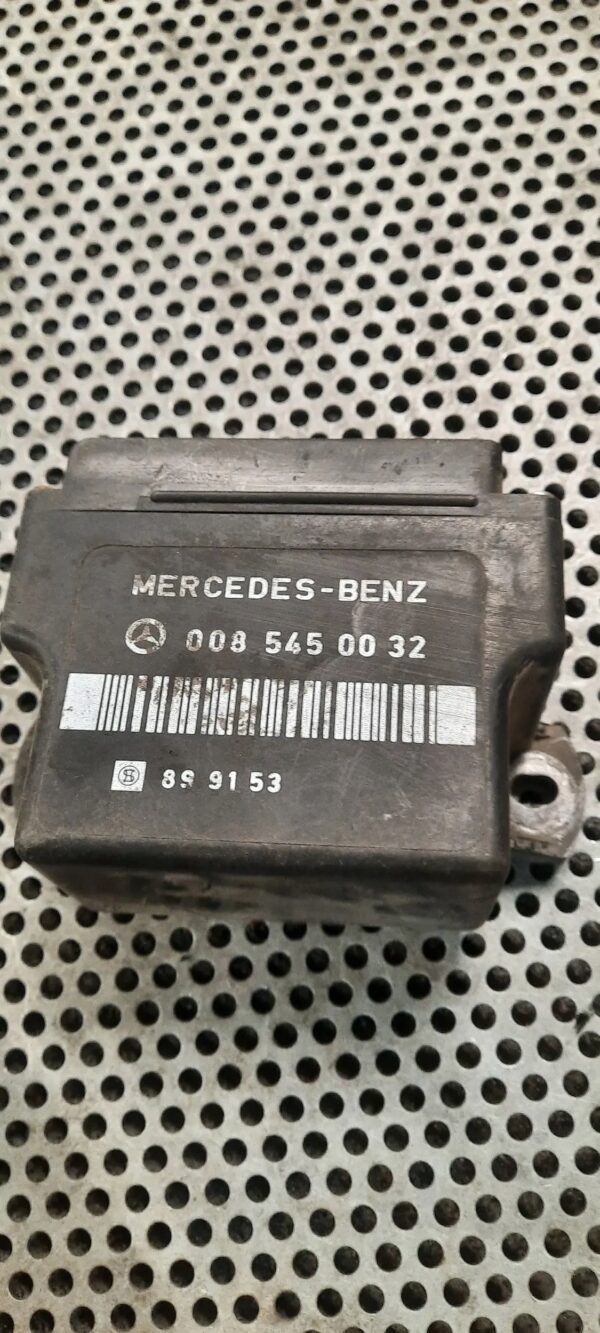 MERCEDES-BENZ
008 545 00 32
89 91 53